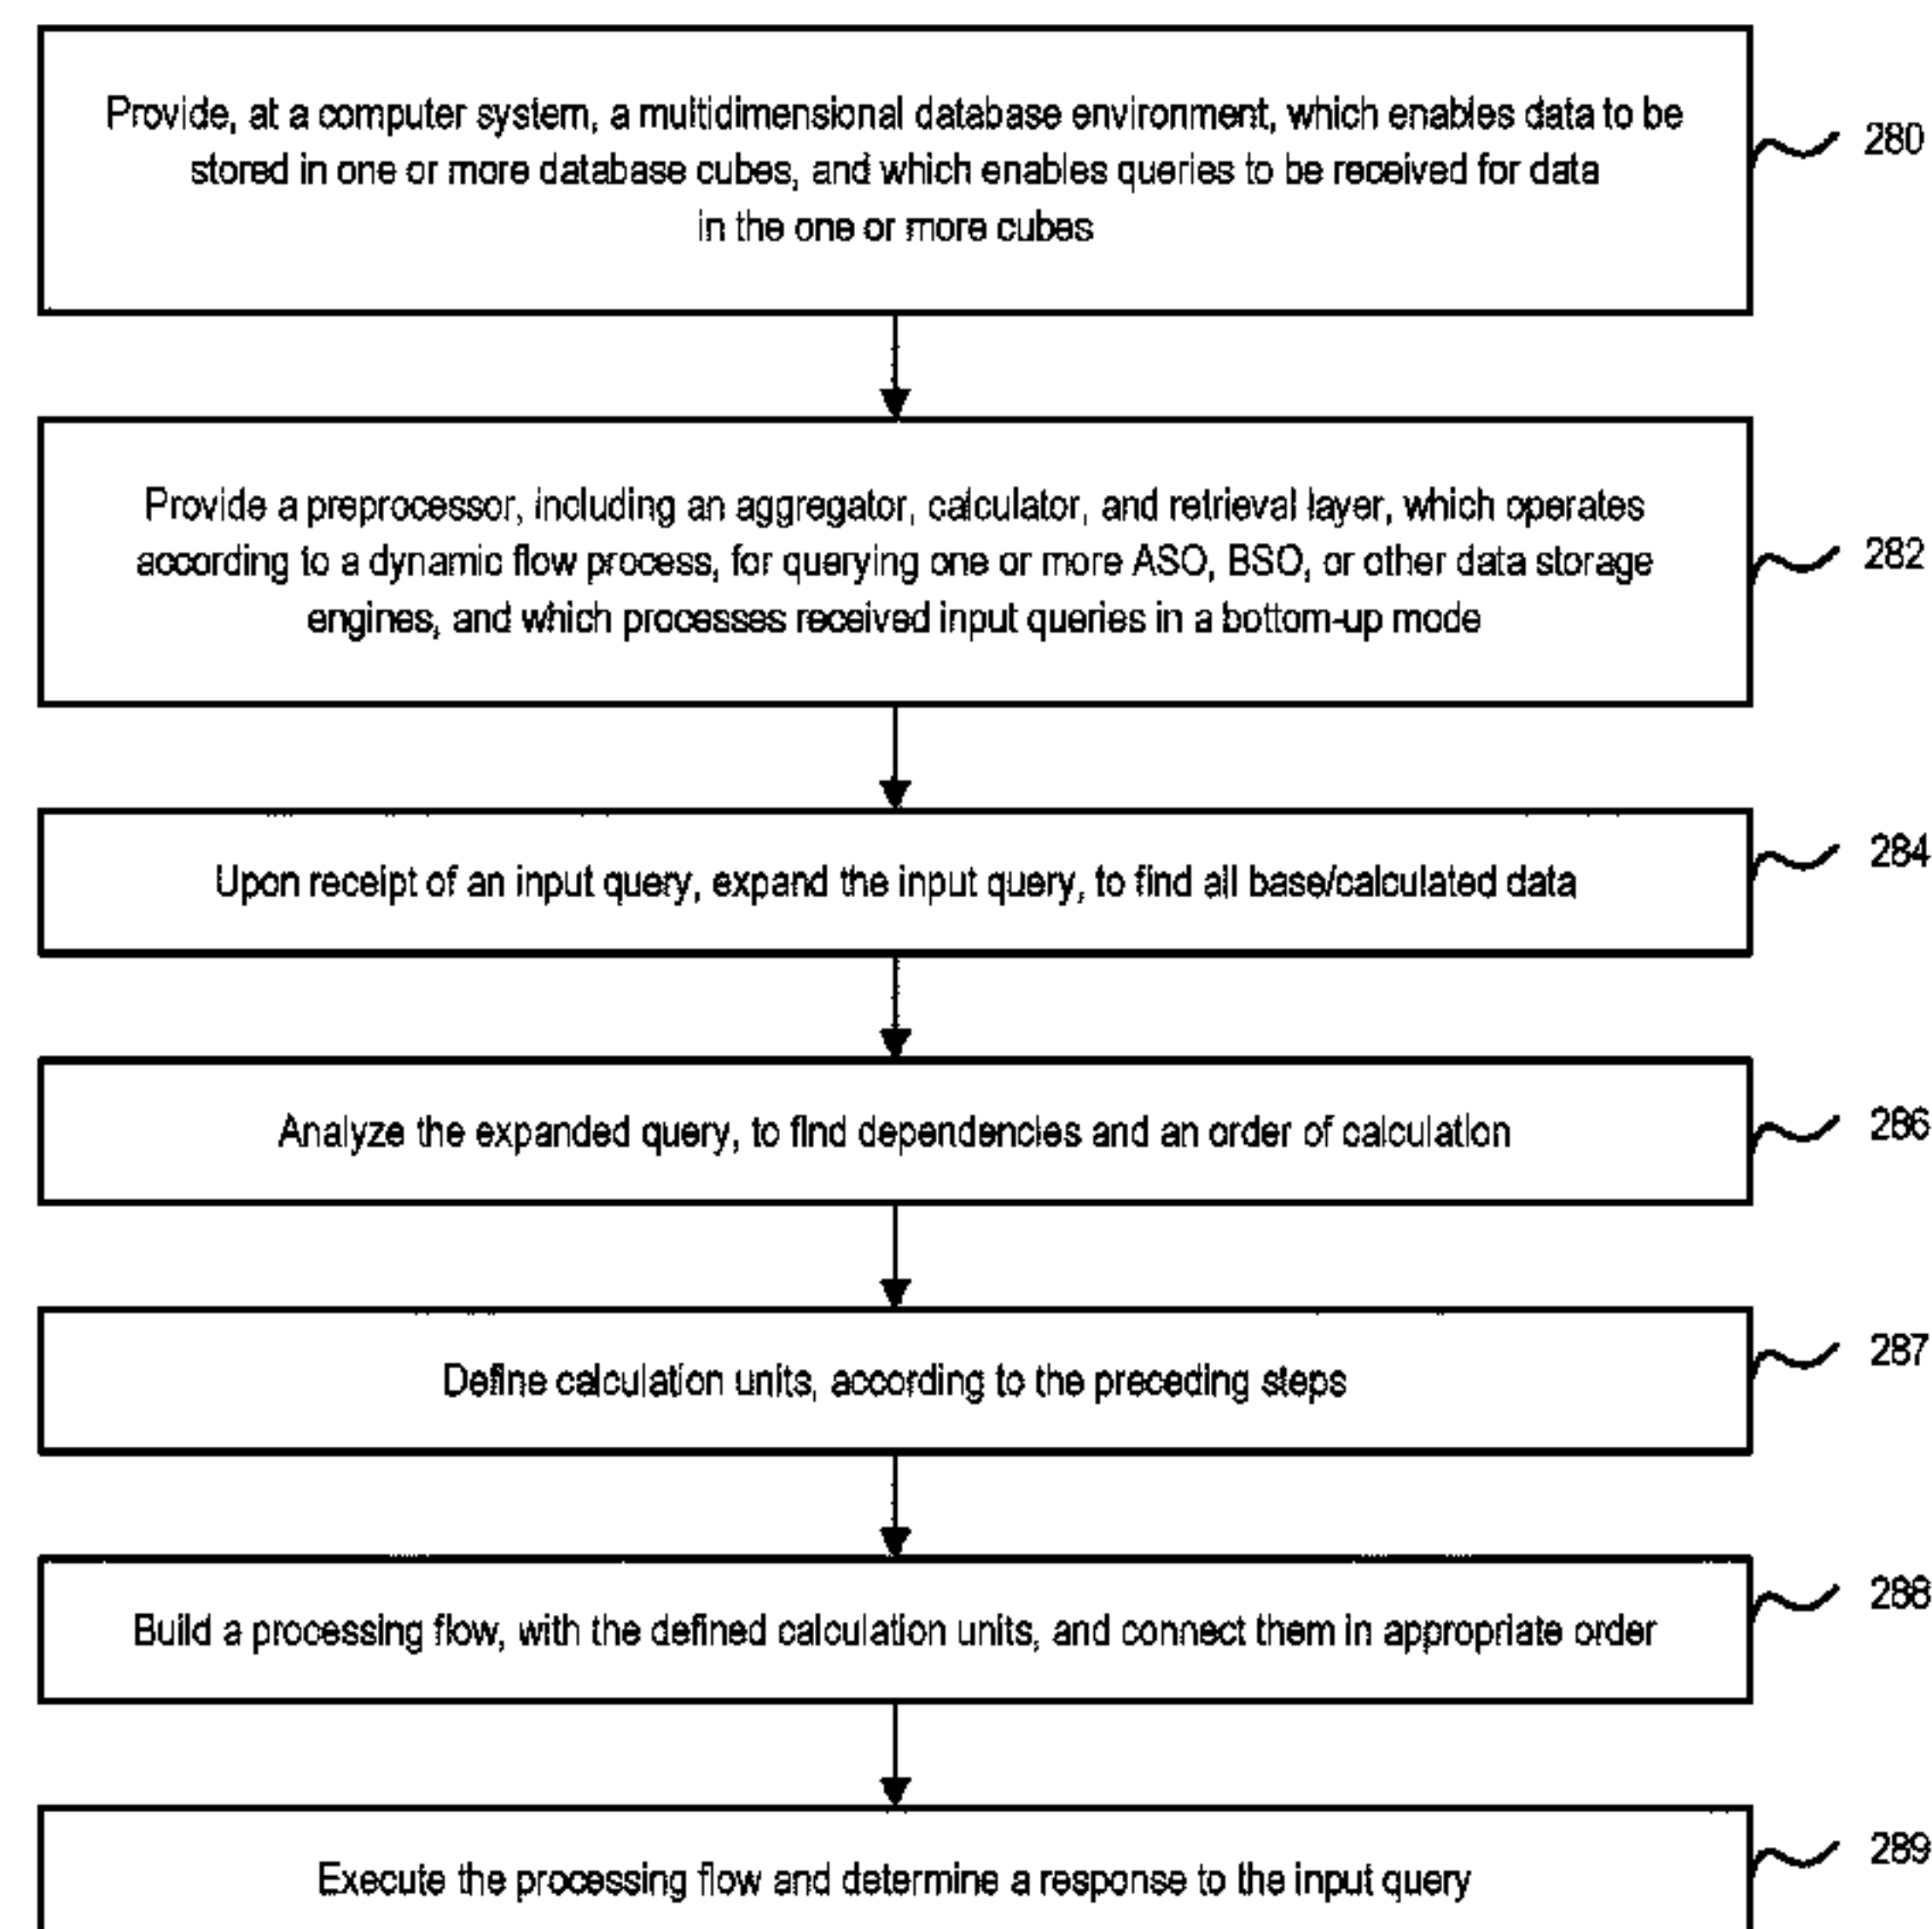 Provide, at a computer system, a multidimensional database environment, which enables data to be
stored in one or more database cubes, and which enables queries to be received for data
in the one or more cubes
280
Provide a preprocessor, including an aggregator, calculator, and retrieval layer, which operates
according to a dynamic flow process, for querying one or more ASO, BSO, or other data storage
engines, and which processes received input queries in a bottom-up mode
282
Upon receipt of an input query, expand the input query, to find all base/calculated data
284
Analyze the expanded query, to find dependencies and an order of calculation
286
Define calculation units, according to the preceding steps
287
Build a processing flow, with the defined calculation units, and connect them in appropriate order
288
Execute the processing flow and determine a response to the input query
289